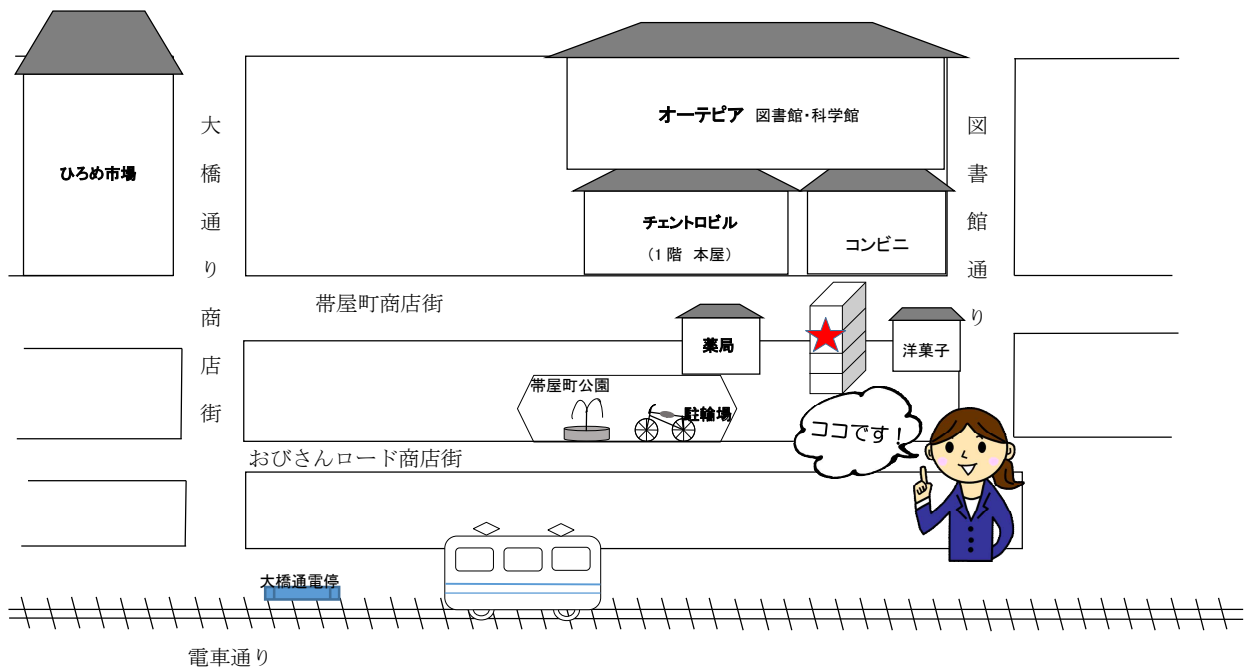 オーテピア 図書館・科学館
大橋通り商店街
図書館通り
ひろめ市場
チェントロビル
(1階 本屋)
コンビニ
帯屋町商店街
薬局
洋菓子
帯屋町公園
駐輪場
ココです！
おびさんロード商店街
大橋通電停
電車通り